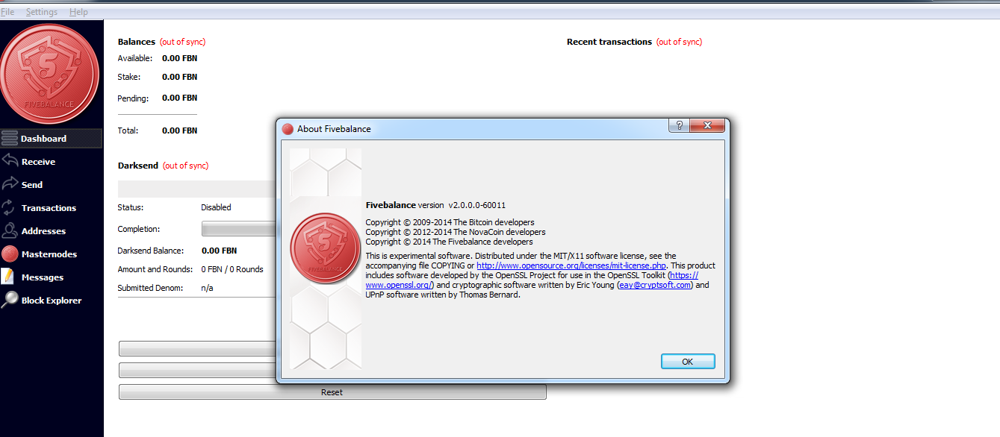 File Settings Help
Balances (out of sync)
Recent transactions (out of sync)
Available: 0.00 FBN
Stake: 0.00 FBN
Pending: 0.00 FBN
Total: 0.00 FBN
FIVEBALANCE
Dashboard
Receive
Send
Transactions
Addresses
Masternodes
Messages
Block Explorer
Darksend (out of sync)
Status: Disabled
Completion:
Darksend Balance: 0.00 FBN
Amount and Rounds: 0 FBN / 0 Rounds
Submitted Denom: n/a
Reset
About Fivebalance
FIVEBALANCE
Fivebalance version v2.0.0.0-60011
Copyright © 2009-2014 The Bitcoin developers
Copyright © 2012-2014 The NovaCoin developers
Copyright © 2014 The Fivebalance developers
This is experimental software. Distributed under the MIT/X11 software license, see the
accompanying file COPYING or http://www.opensource.org/licenses/mit-license.php. This product
includes software developed by the OpenSSL Project for use in the OpenSSL Toolkit (https://
www.openssl.org/) and cryptographic software written by Eric Young (eay@cryptsoft.com) and
UPnP software written by Thomas Bernard.
OK